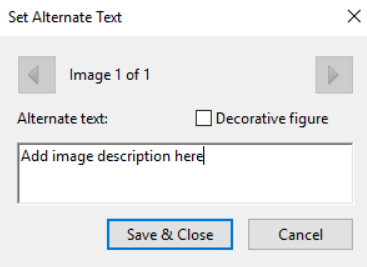 Set Alternate Text
Image 1 of 1
Alternate text:
Decorative figure
Add image description here
Save & Close
Cancel